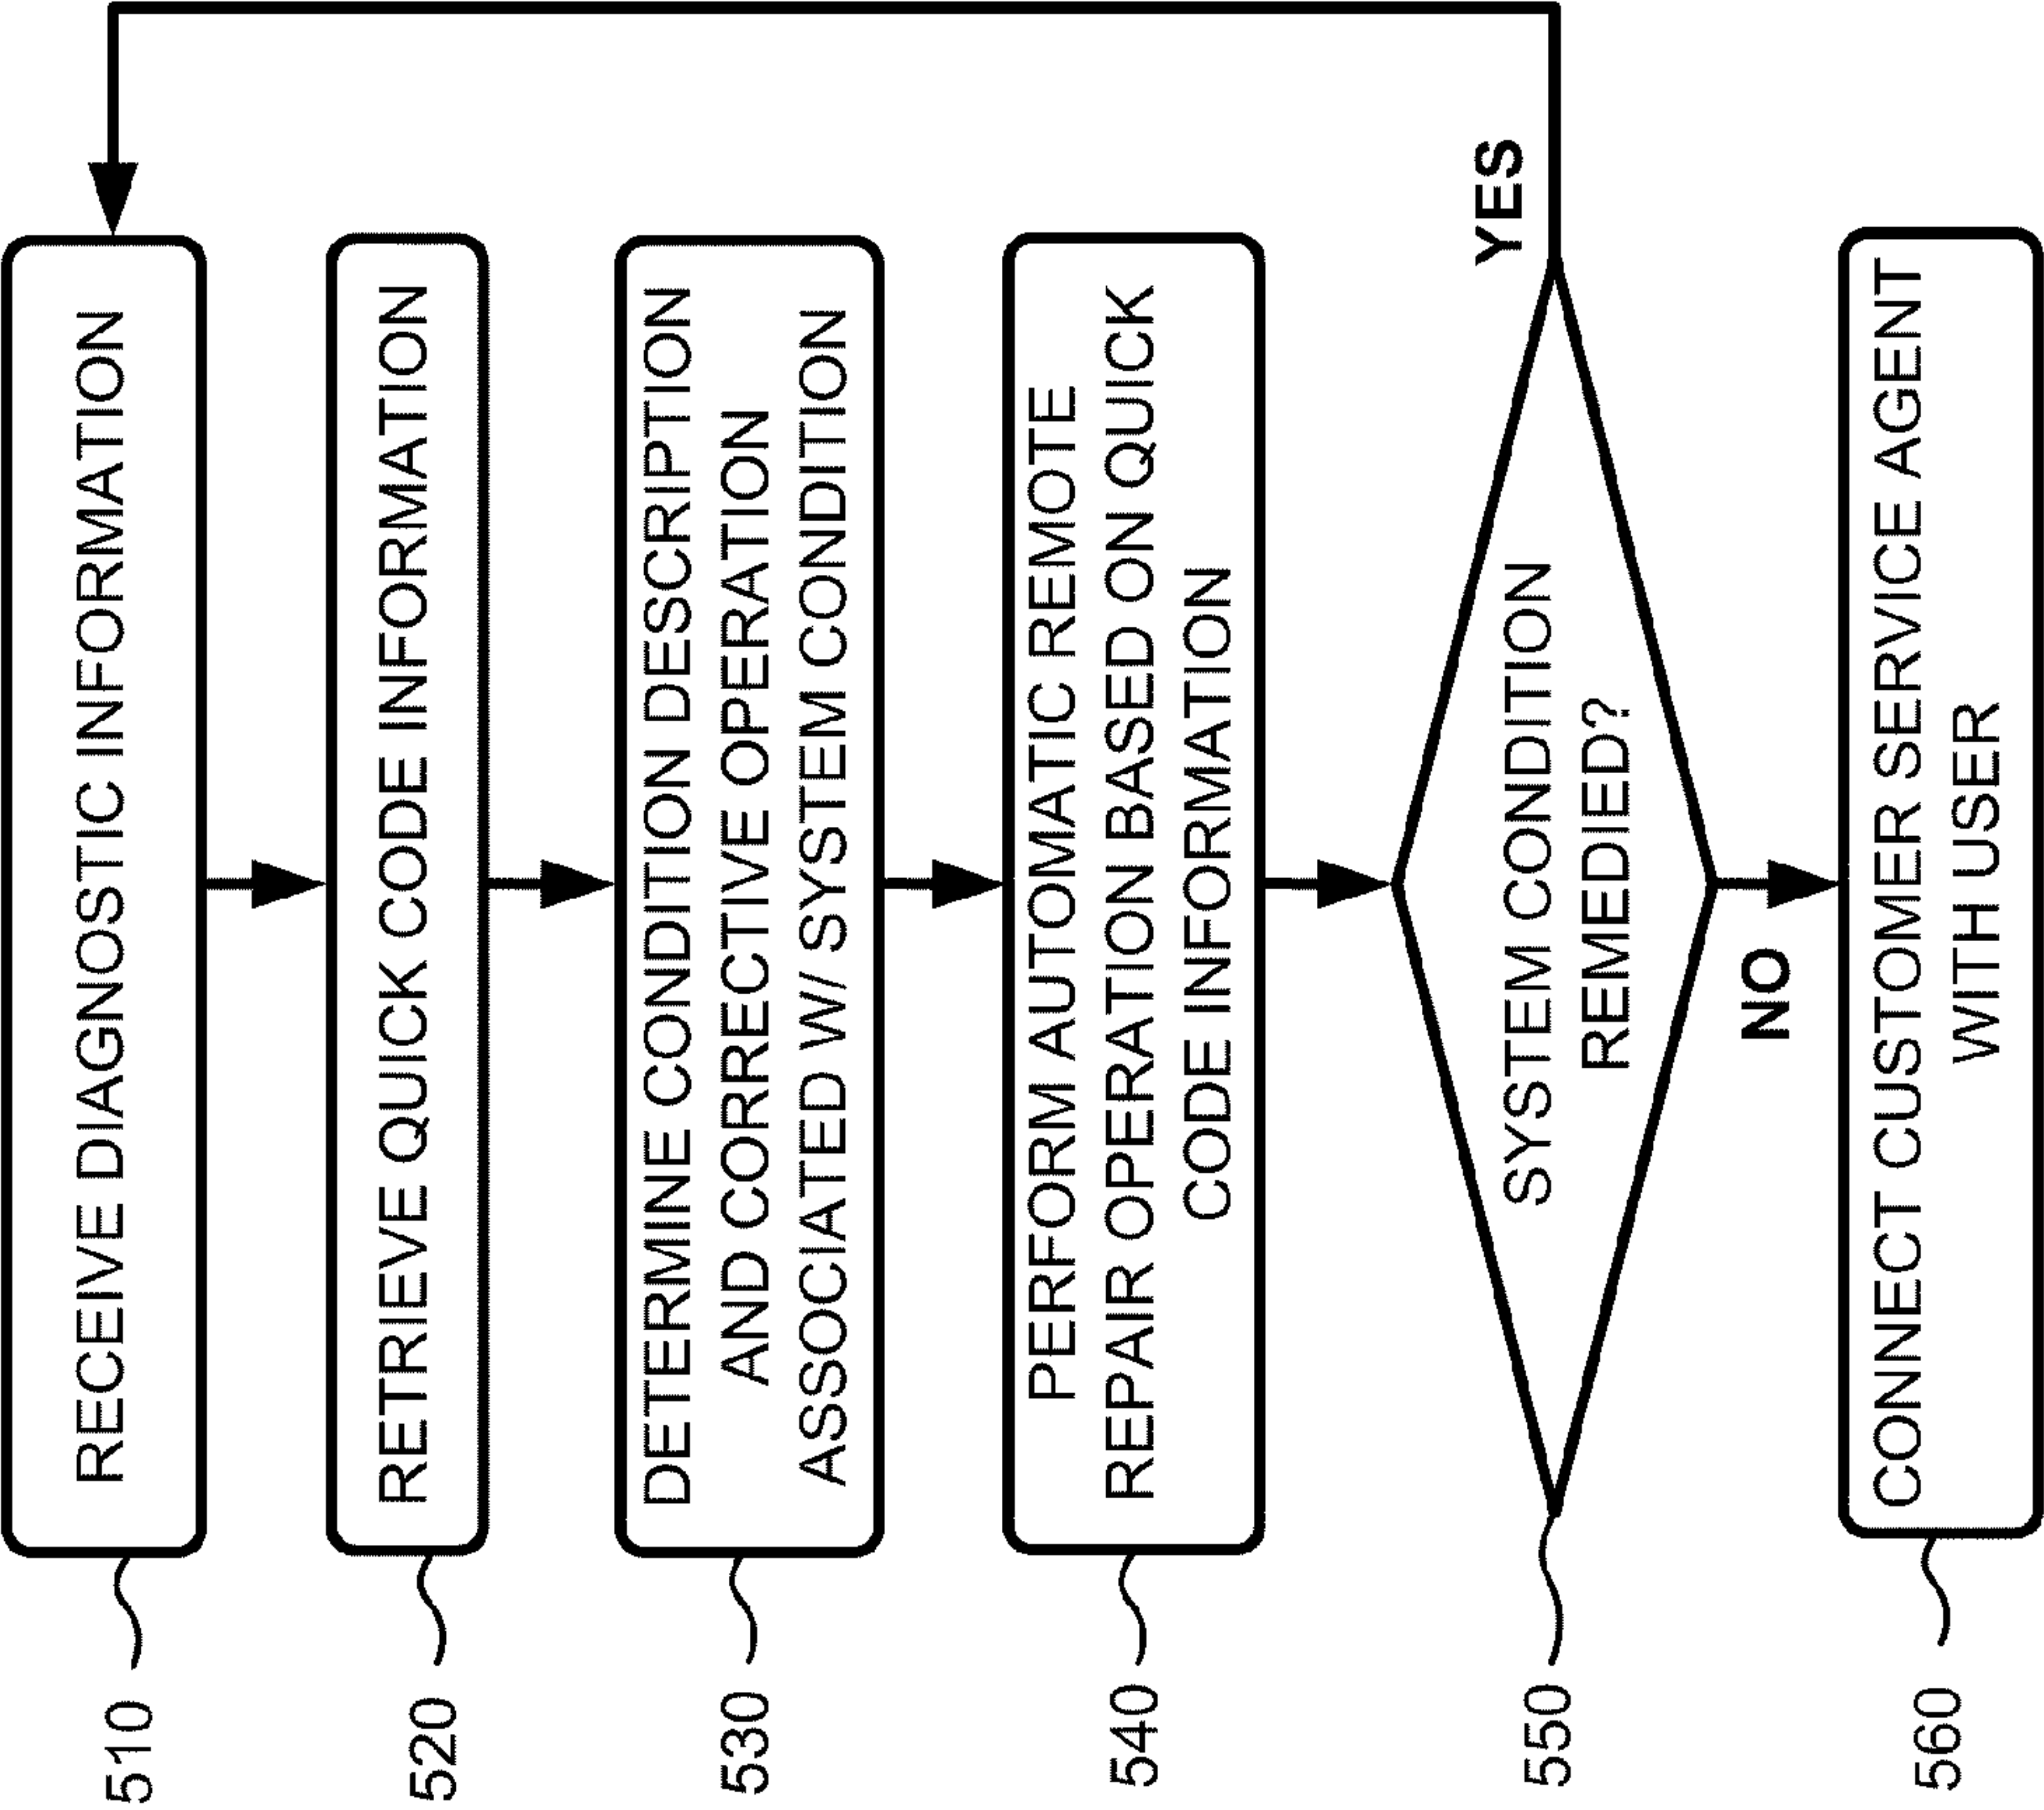 510
RECEIVE DIAGNOSTIC INFORMATION
520
RETRIEVE QUICK CODE INFORMATION
530
DETERMINE CONDITION DESCRIPTION
AND CORRECTIVE OPERATION
ASSOCIATED W/ SYSTEM CONDITION
540
PERFORM AUTOMATIC REMOTE
REPAIR OPERATION BASED ON QUICK
CODE INFORMATION
550
SYSTEM CONDITION
REMEDIED?
YES
NO
560
CONNECT CUSTOMER SERVICE AGENT
WITH USER